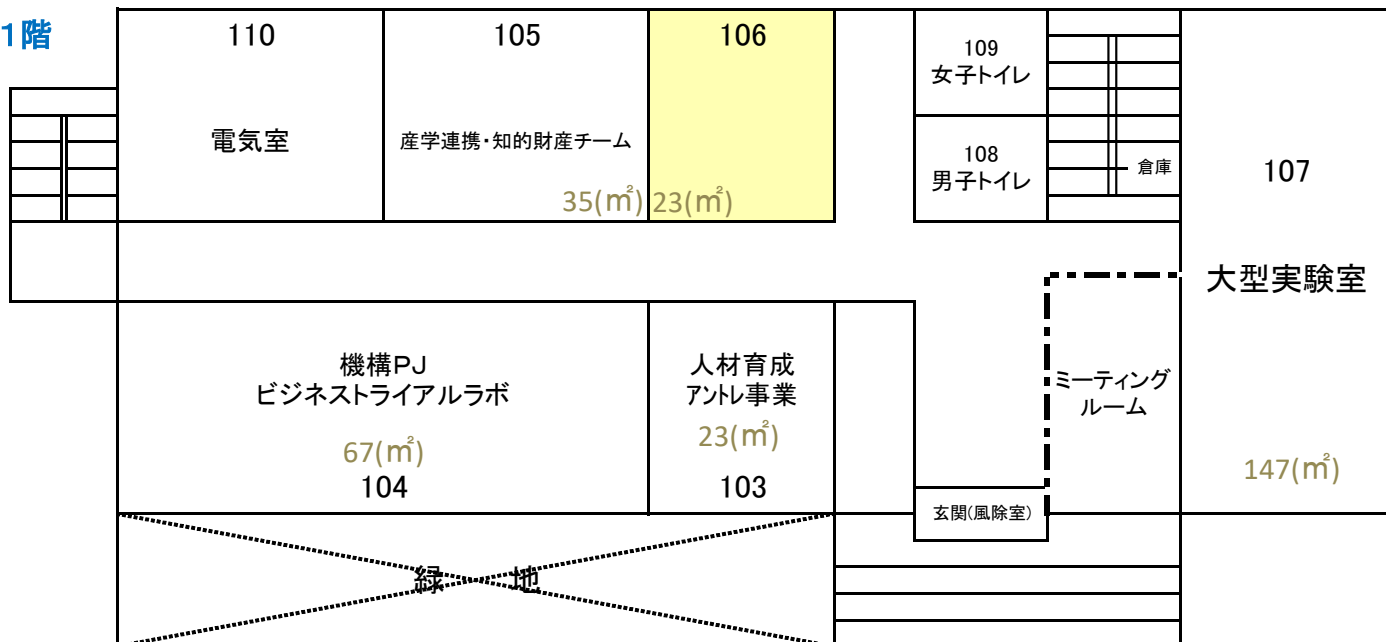 1階
110
電気室
105
産学連携・知的財産チーム
35(㎡)
106
23(㎡)
109
女子トイレ
108
男子トイレ
倉庫
107
大型実験室
147(㎡)
機構PJ
ビジネストライアルラボ
67(㎡)
104
人材育成
アントレ事業
23(㎡)
103
ミーティング
ルーム
玄関(風除室)
緑 地